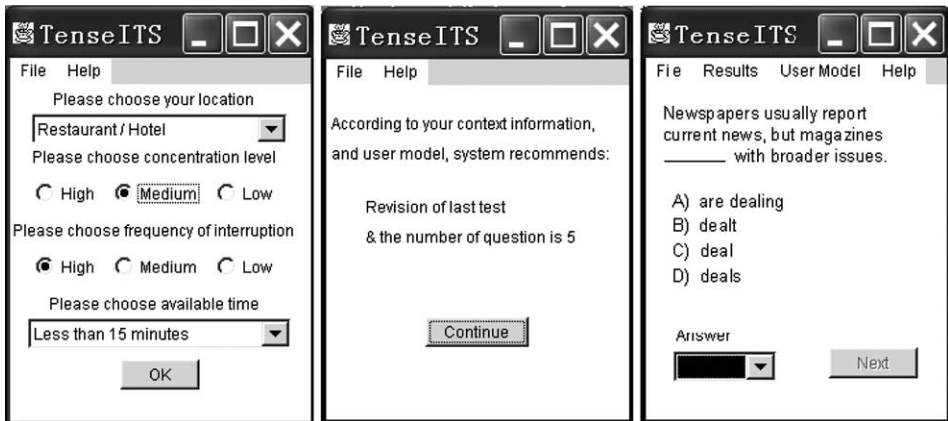 TenseITS
File Help
Please choose your location
Restaurant / Hotel
Please choose concentration level
High Medium Low
Please choose frequency of interruption
High Medium Low
Please choose available time
Less than 15 minutes
OK
TenseITS
File Help
According to your context information,
and user model, system recommends:
Revision of last test
& the number of question is 5
Continue
TenseITS
File Results User Model Help
Newspapers usually report
current news, but magazines
______ with broader issues.
A) are dealing
B) dealt
C) deal
D) deals
Answer
Next